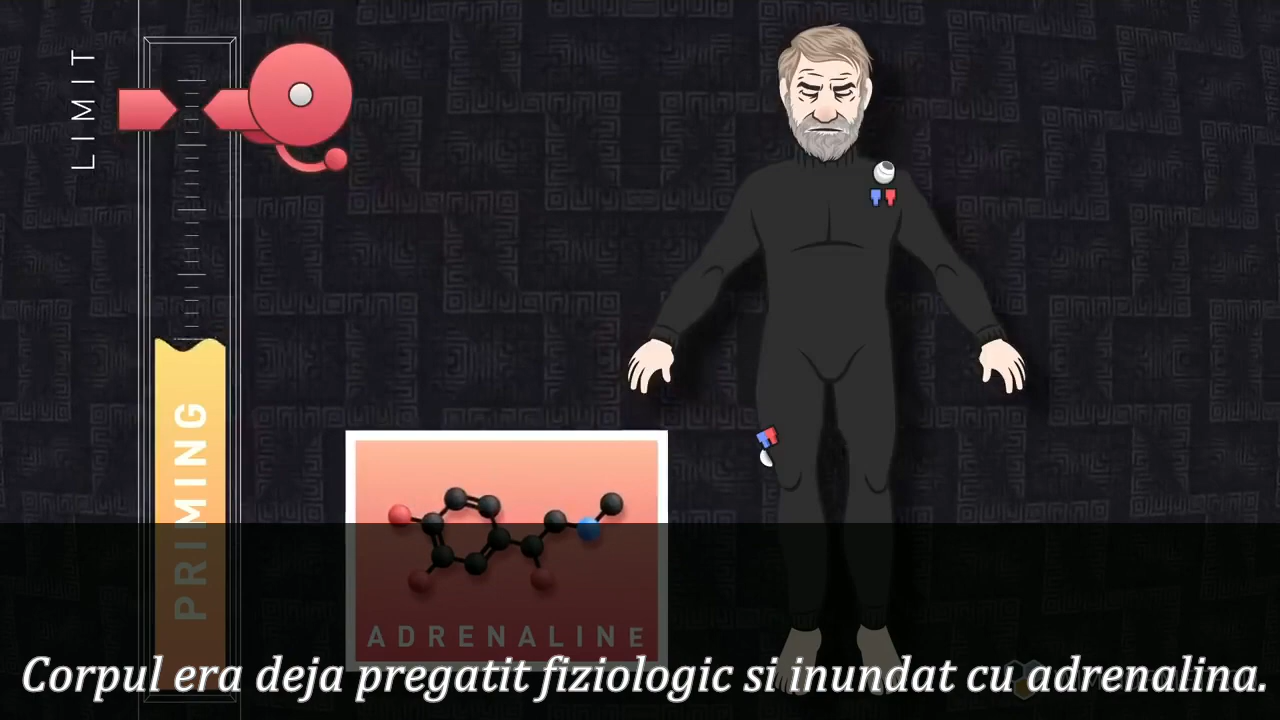 LIMIT
PRIMING
ADRENALINE
Corpul era deja pregatit fiziologic si inundat cu adrenalina.